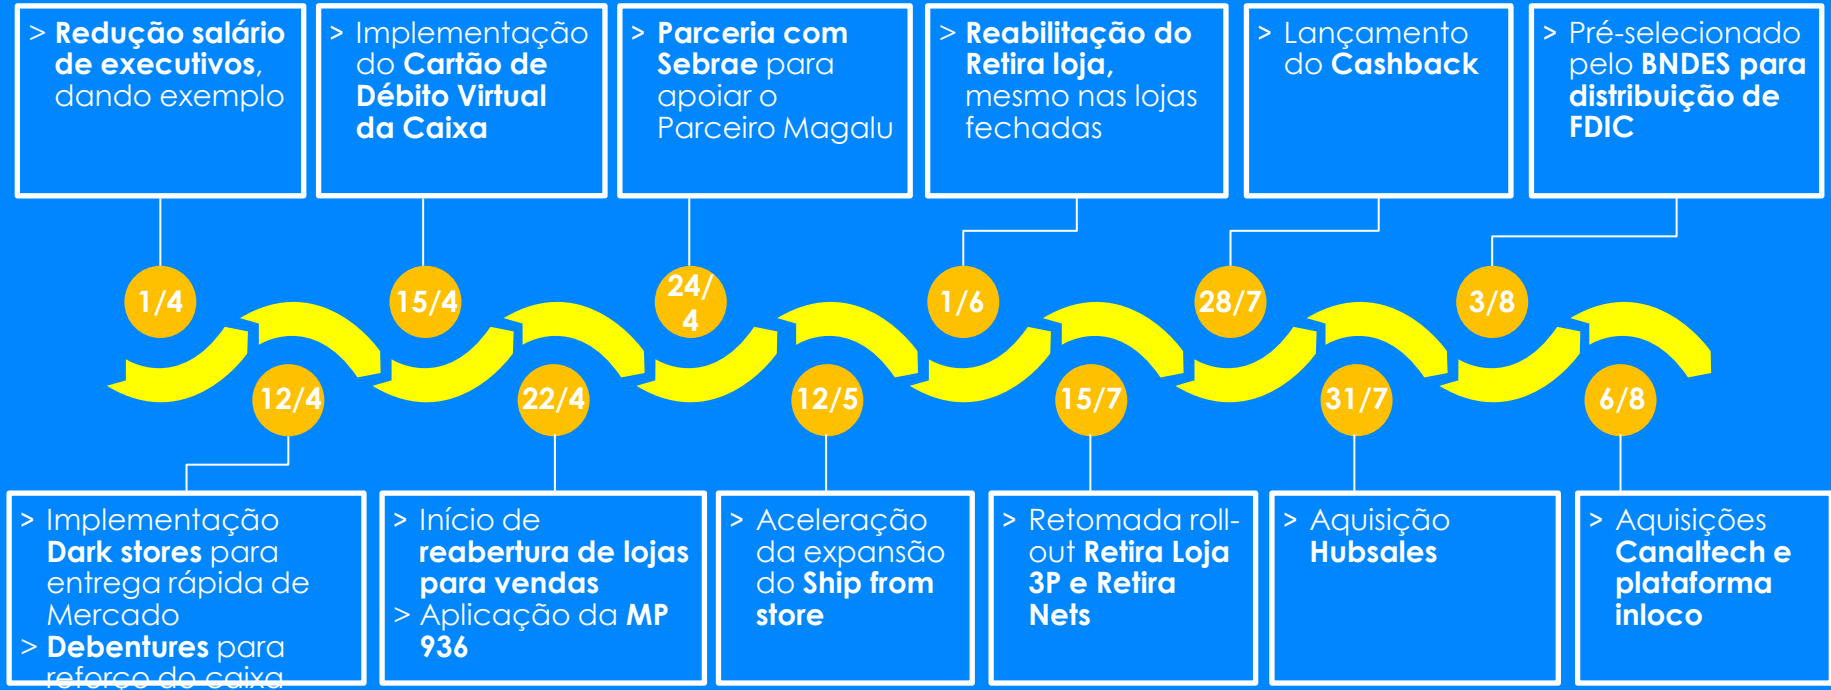 > Redução salário
de executivos,
dando exemplo
> Implementação
do Cartão de
Débito Virtual
da Caixa
> Parceria com
Sebrae para
apoiar o
Parceiro Magalu
> Reabilitação do
Retira loja,
mesmo nas lojas
fechadas
> Lançamento
do Cashback
> Pré-selecionado
pelo BNDES para
distribuição de
FDIC
1/4
15/4
24/
4
1/6
28/7
3/8
12/4
22/4
12/5
15/7
31/7
6/8
> Implementação
Dark stores para
entrega rápida de
Mercado
> Debentures para
reforço do caixa
> Início de
reabertura de lojas
para vendas
> Aplicação da MP
936
> Aceleração
da expansão
do Ship from
store
> Retomada roll-
out Retira Loja
3P e Retira
Nets
> Aquisição
Hubsales
> Aquisições
Canaltech e
plataforma
inloco